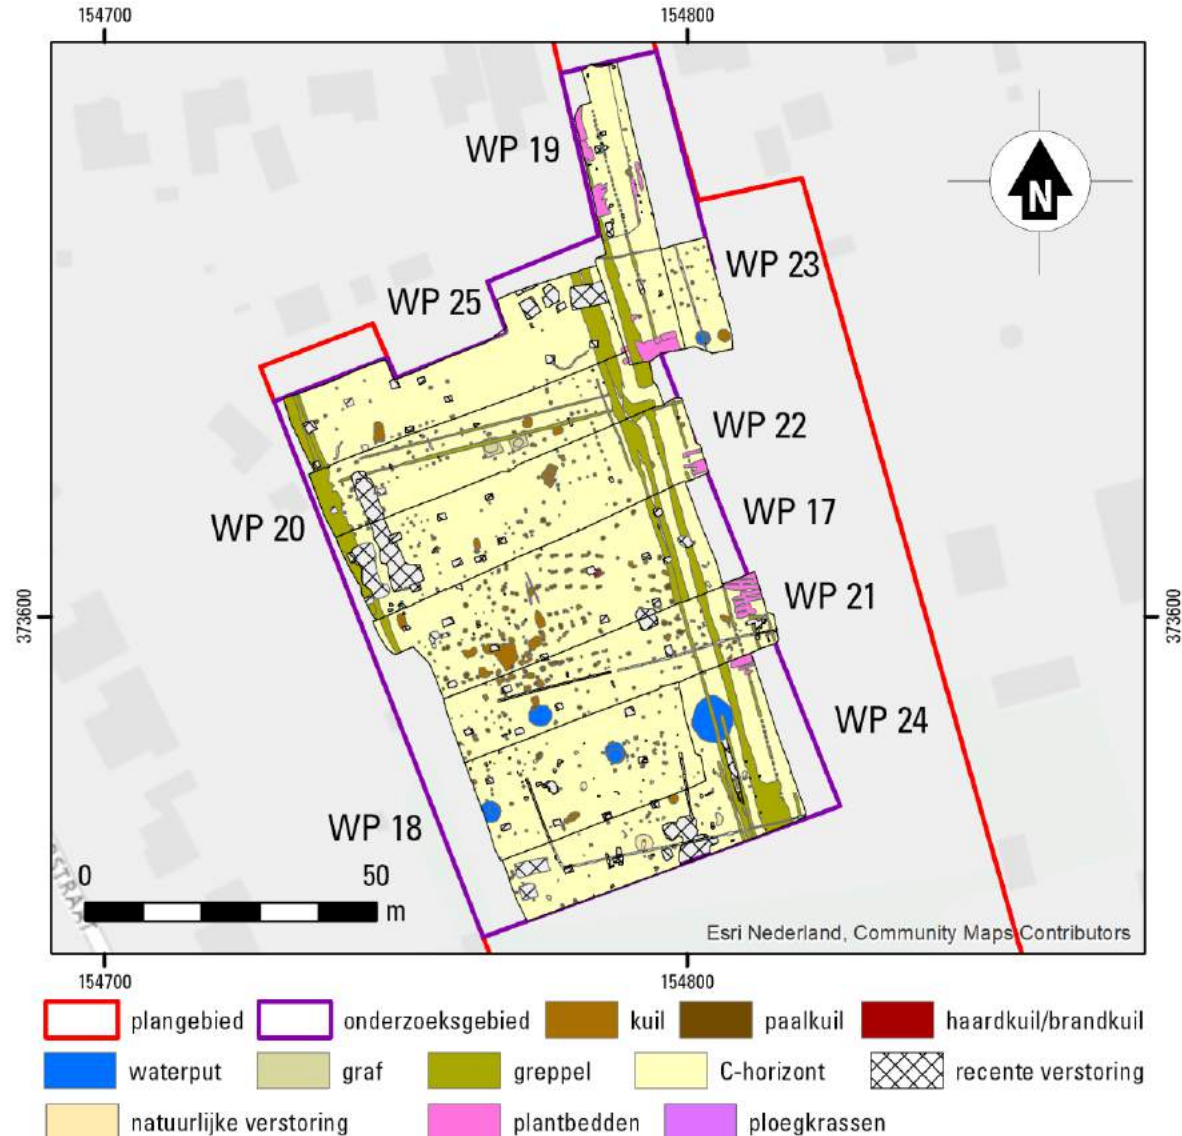 154700 154800
WP 19
N
WP 23
WP 25
WP 22
WP 17
WP 20
WP 21
373600 373600
WP 24
WP 18
0 50
m
STRAAT
Esri Nederland, Community Maps Contributors
154700 154800
plangebied onderzoeksgebied kuil paalkuil haardkuil/brandkuil
waterput graf greppel C-horizont recente verstoring
natuurlijke verstoring plantbedden ploegkrassen